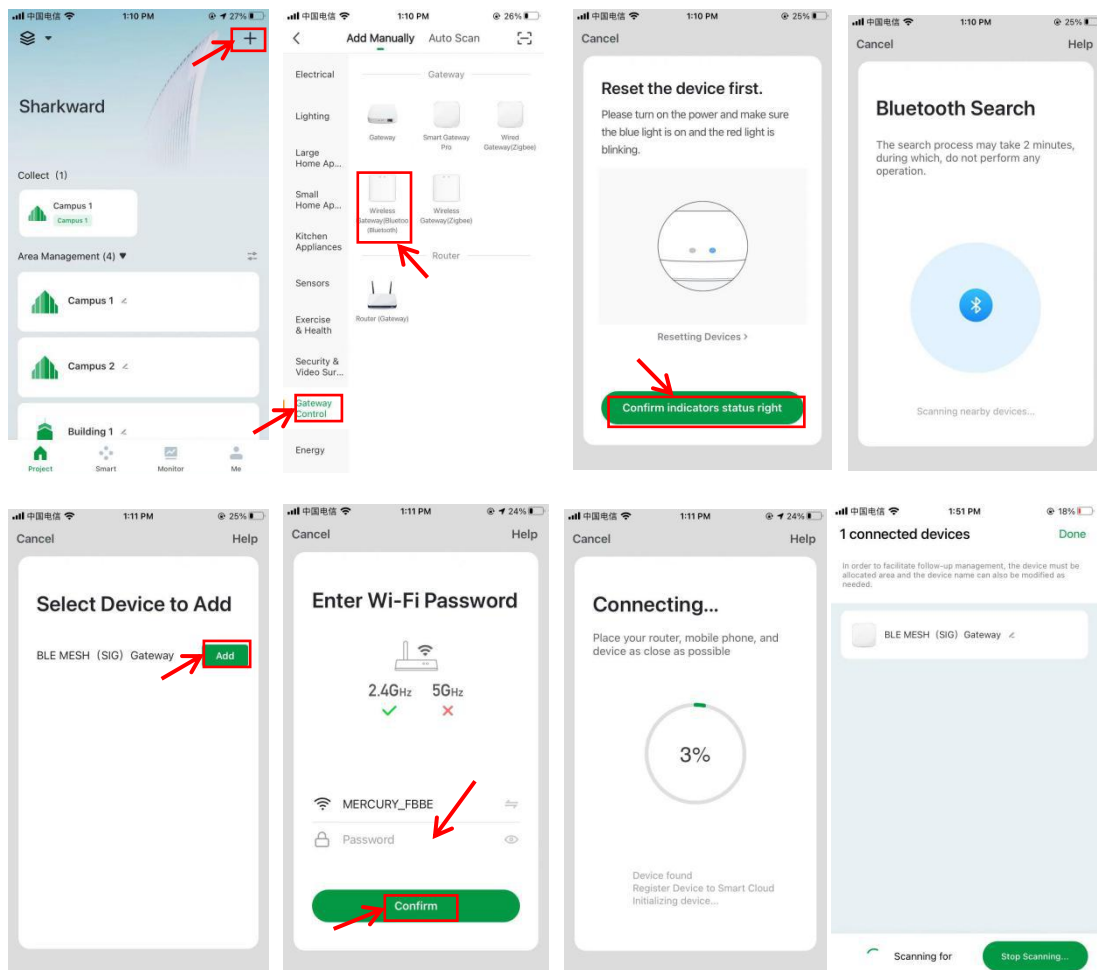 中国电信 1:10 PM 27%
Sharkward
Collect (1)
Campus 1
Campus 1
Area Management (4) ▼
Campus 1
Campus 2
Building 1
Project Smart Monitor Me
中国电信 1:10 PM 26%
Add Manually Auto Scan
Electrical
Lighting
Large
Home Ap...
Small
Home Ap...
Kitchen
Appliances
Sensors
Exercise
& Health
Security &
Video Sur...
Gateway
Control
Energy
Gateway
Gateway
Smart Gateway
Pro
Wired
Gateway(Zigbee)
Wireless
Gateway(Bluetoo
(Bluetooth)
Wireless
Gateway(Zigbee)
Router
Router (Gateway)
中国电信 1:10 PM 25%
Cancel
Reset the device first.
Please turn on the power and make sure
the blue light is on and the red light is
blinking.
Resetting Devices >
Confirm indicators status right
中国电信 1:10 PM 25%
Cancel Help
Bluetooth Search
The search process may take 2 minutes,
during which, do not perform any
operation.
Scanning nearby devices...
中国电信 1:11 PM 25%
Cancel Help
Select Device to Add
BLE MESH (SIG) Gateway Add
中国电信 1:11 PM 24%
Cancel Help
Enter Wi-Fi Password
2.4GHz 5GHz
MERCURY_FBBE
Password
Confirm
中国电信 1:11 PM 24%
Cancel Help
Connecting...
Place your router, mobile phone, and
device as close as possible
3%
Device found
Register Device to Smart Cloud
Initializing device...
中国电信 1:51 PM 18%
1 connected devices Done
In order to facilitate follow-up management, the device must be
allocated area and the device name can also be modified as
needed.
BLE MESH (SIG) Gateway
Scanning for Stop Scanning...